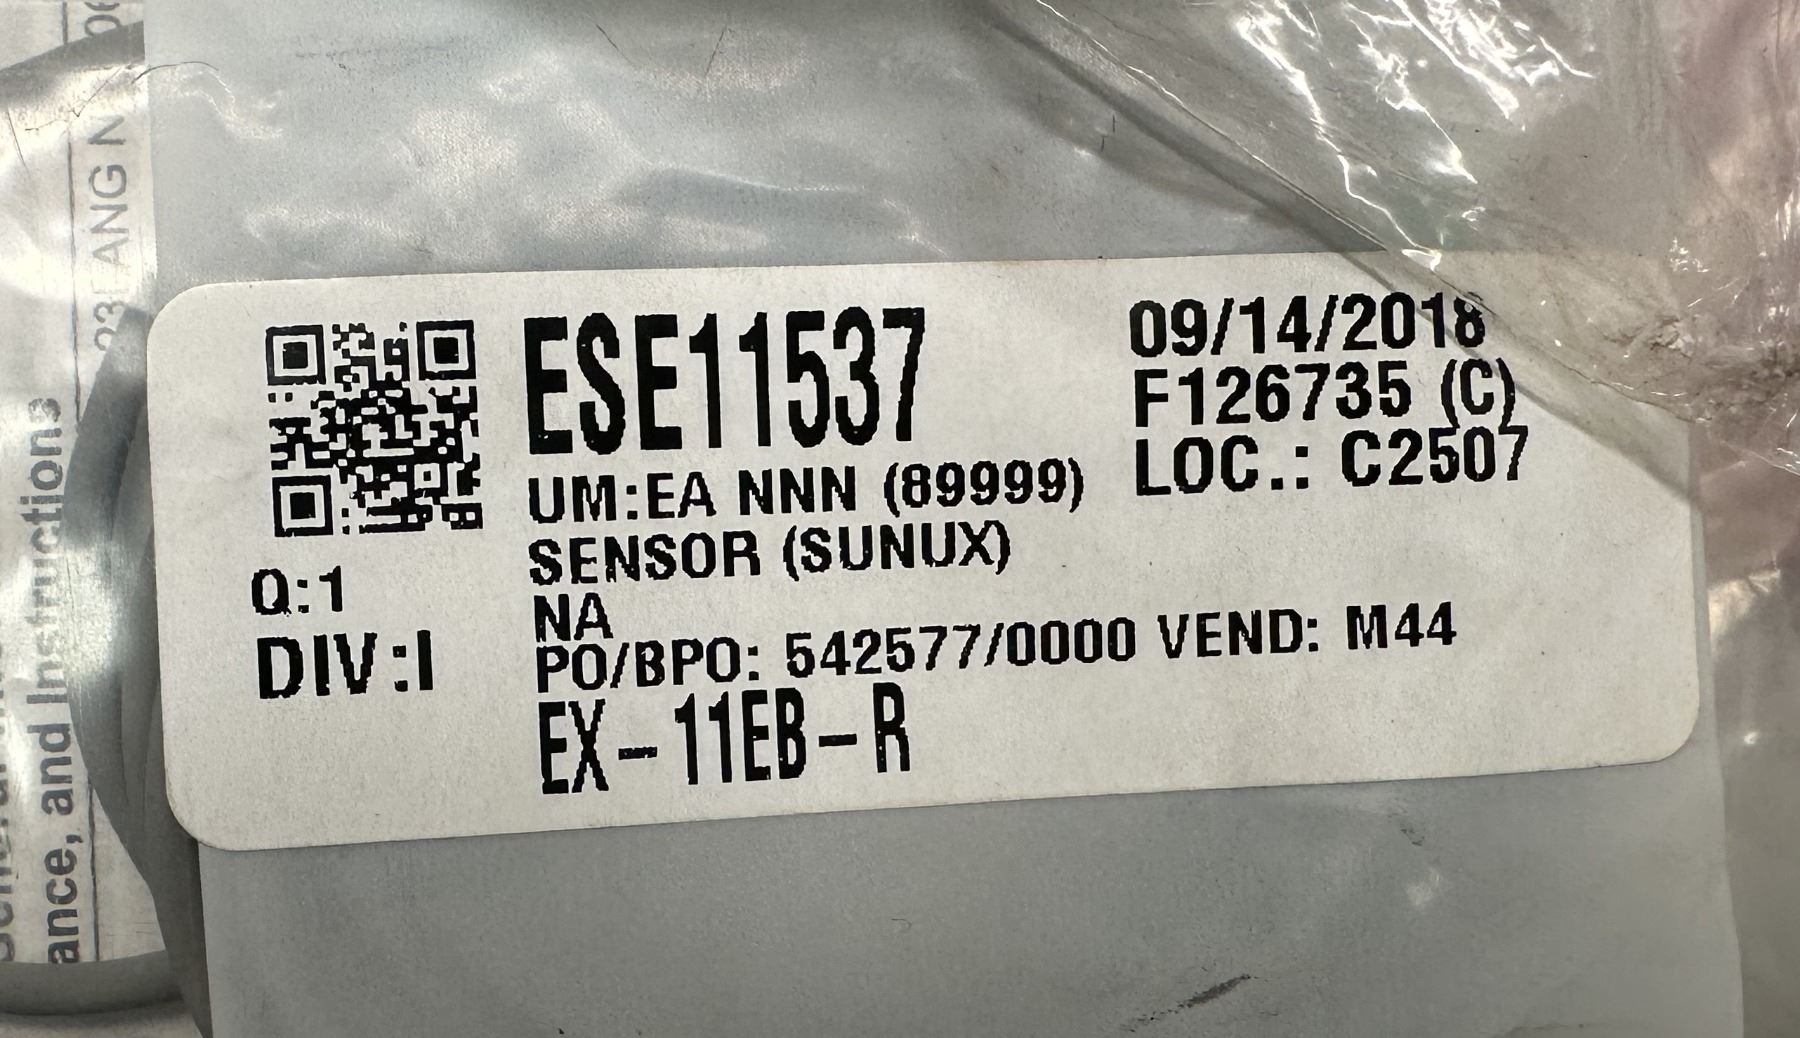 ESE11537
09/14/2018
F126735 (C)
LOC.: C2507
UM:EA NNN (89999)
SENSOR (SUNUX)
NA
Q:1
DIV:I
PO/BPO: 542577/0000 VEND: M44
EX-11EB-R
ance, and Instructions
ANG N